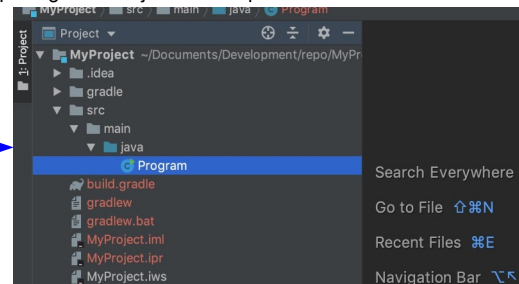 MyProject src main java Program
1: Project
Project
MyProject ~/Documents/Development/repo/MyPr
.idea
gradle
src
main
java
Program
build.gradle
gradlew
gradlew.bat
MyProject.iml
MyProject.ipr
MyProject.iws
Search Everywhere
Go to File ⇧⌘N
Recent Files ⌘E
Navigation Bar